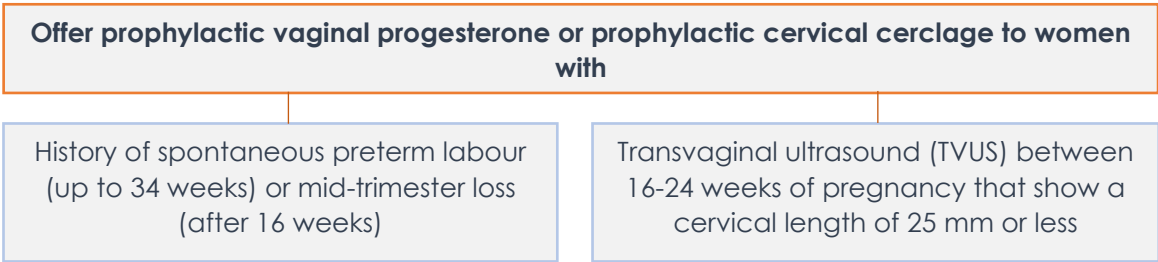 Offer prophylactic vaginal progesterone or prophylactic cervical cerclage to women
with
History of spontaneous preterm labour
(up to 34 weeks) or mid-trimester loss
(after 16 weeks)
Transvaginal ultrasound (TVUS) between
16-24 weeks of pregnancy that show a
cervical length of 25 mm or less